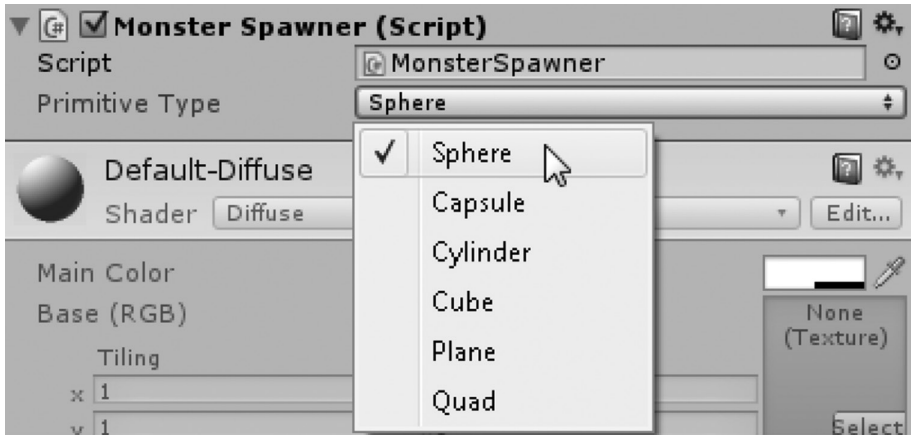 Monster Spawner (Script)
Script MonsterSpawner
Primitive Type Sphere
Sphere
Capsule
Cylinder
Cube
Plane
Quad
Default-Diffuse
Shader Diffuse Edit...
Main Color
Base (RGB)
None
(Texture)
Tiling
x 1
y 1
Select